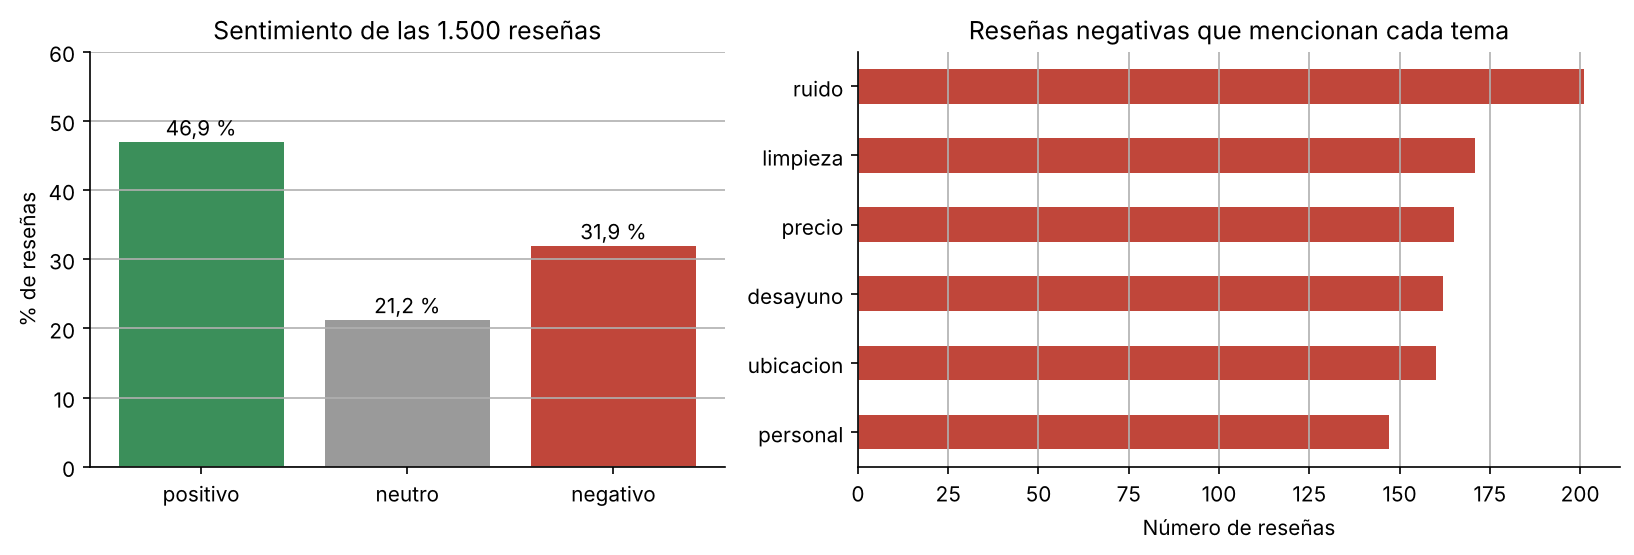 Sentimiento de las 1.500 reseñas
% de reseñas
60
50
40
30
20
10
0
46,9 %
21,2 %
31,9 %
positivo
neutro
negativo
Reseñas negativas que mencionan cada tema
ruido
limpieza
precio
desayuno
ubicacion
personal
0
25
50
75
100
125
150
175
200
Número de reseñas